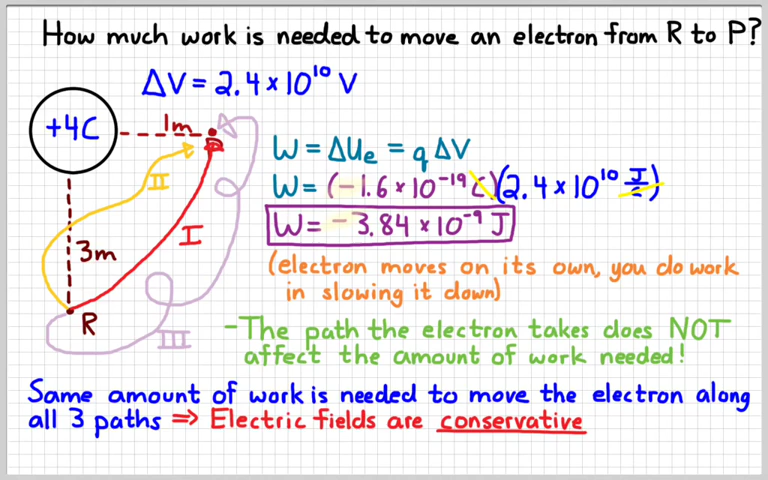 How much work is needed to move an electron from R to P?
ΔV = 2.4 × 10¹⁰ V
+4C
1m
P
II
I
3m
R
III
W = ΔUe = q ΔV
W = (-1.6 × 10⁻¹⁹ C)(2.4 × 10¹⁰ J/C)
W = -3.84 × 10⁻⁹ J
(electron moves on its own, you do work
in slowing it down)
-The path the electron takes does NOT
affect the amount of work needed!
Same amount of work is needed to move the electron along
all 3 paths ⇒ Electric fields are conservative